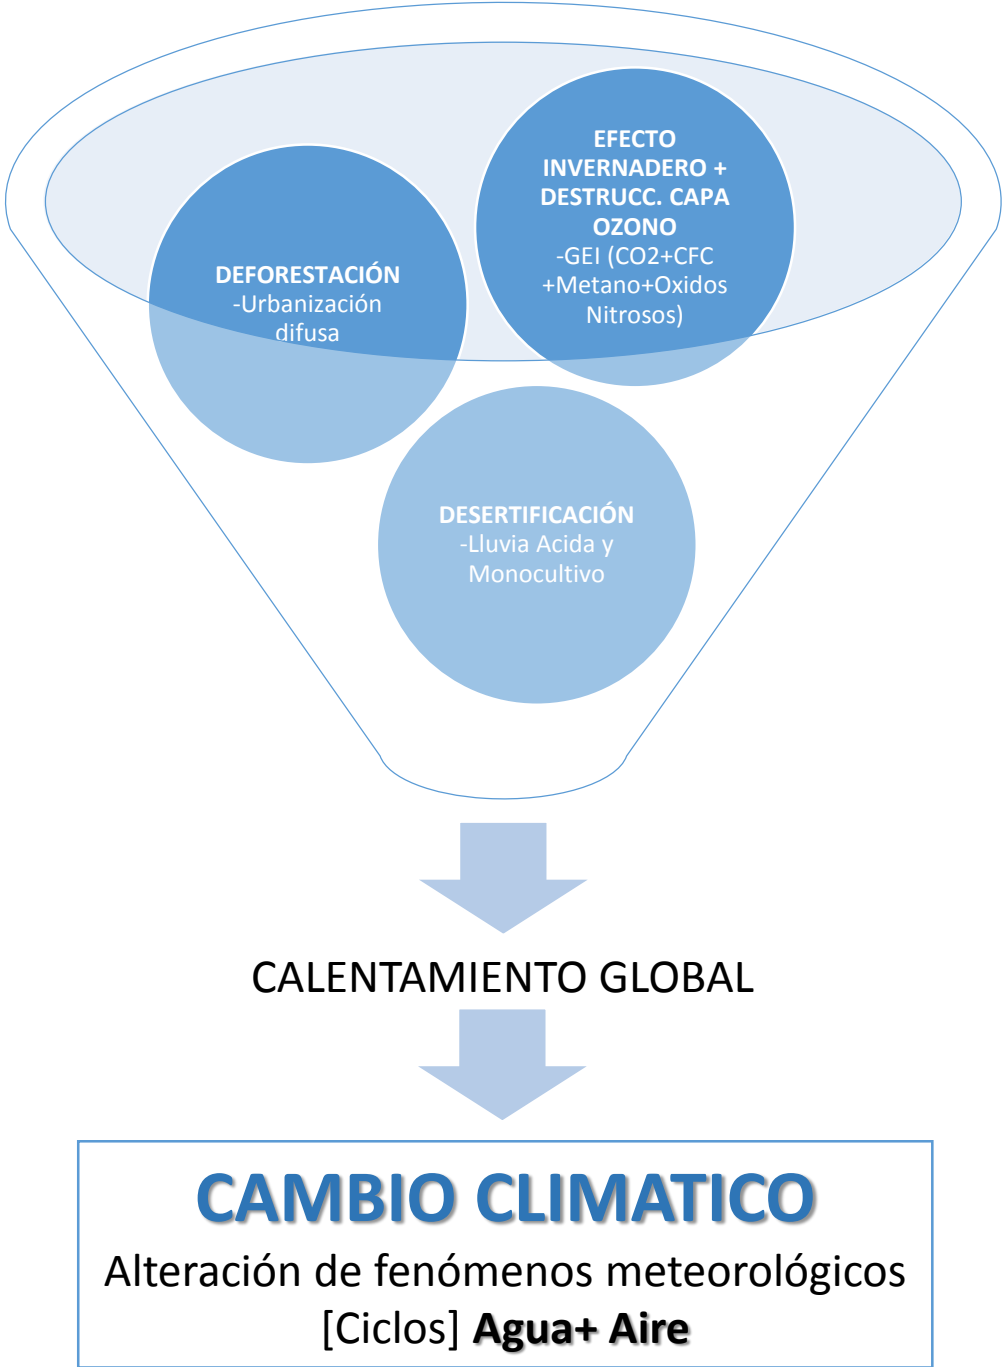 EFECTO
INVERNADERO +
DESTRUCC. CAPA
OZONO
-GEI (CO2+CFC
+Metano+Oxidos
Nitrosos)
DEFORESTACIÓN
-Urbanización
difusa
DESERTIFICACIÓN
-Lluvia Acida y
Monocultivo
CALENTAMIENTO GLOBAL
CAMBIO CLIMATICO
Alteración de fenómenos meteorológicos
[Ciclos] Agua+ Aire